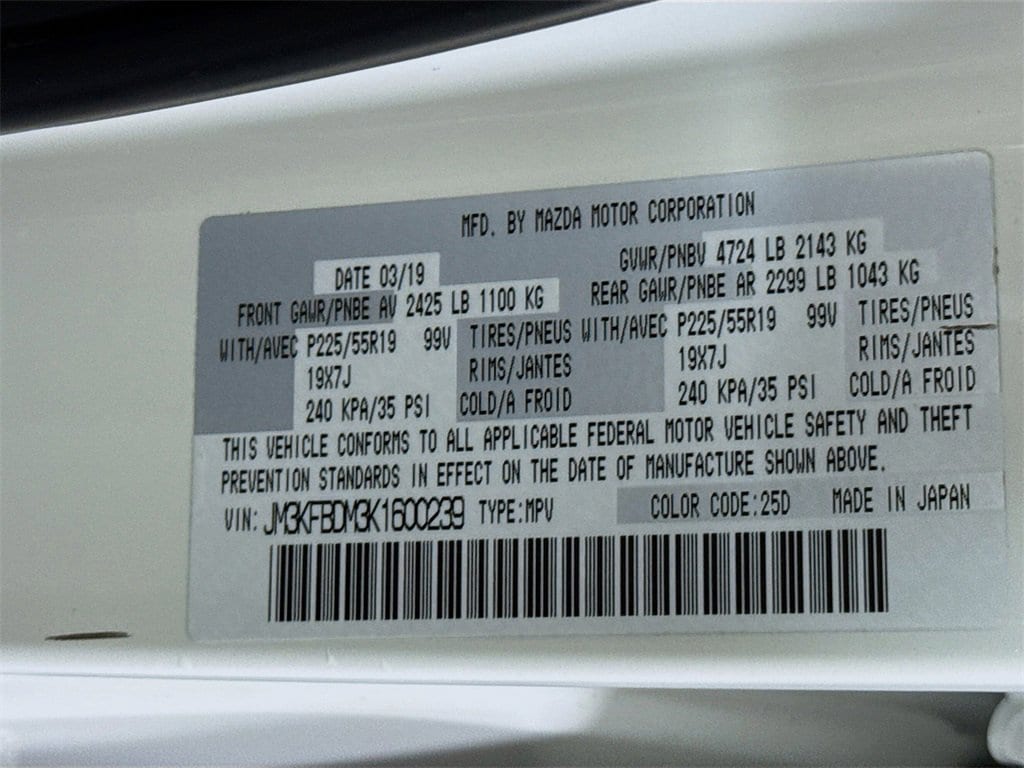 MFD. BY MAZDA MOTOR CORPORATION
DATE 03/19 GVWR/PNBV 4724 LB 2143 KG
FRONT GAWR/PNBE AV 2425 LB 1100 KG REAR GAWR/PNBE AR 2299 LB 1043 KG
WITH/AVEC P225/55R19 99V TIRES/PNEUS WITH/AVEC P225/55R19 99V TIRES/PNEUS
19X7J RIMS/JANTES 19X7J RIMS/JANTES
240 KPA/35 PSI COLD/A FROID 240 KPA/35 PSI COLD/A FROID
THIS VEHICLE CONFORMS TO ALL APPLICABLE FEDERAL MOTOR VEHICLE SAFETY AND THEFT
PREVENTION STANDARDS IN EFFECT ON THE DATE OF MANUFACTURE SHOWN ABOVE.
VIN: JM3KFBDM3K1600239 TYPE:MPV COLOR CODE:25D MADE IN JAPAN